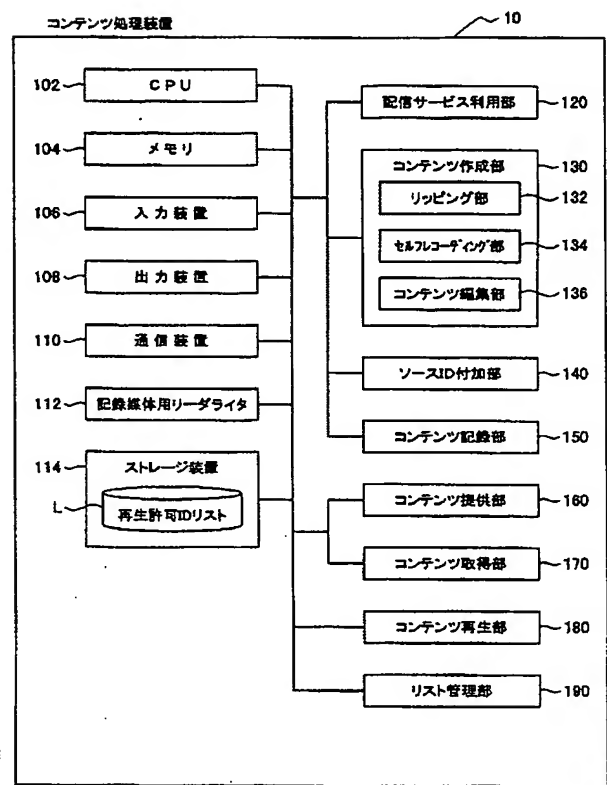 コンテンツ処理装置
10
102
CPU
104
メモリ
106
入力装置
108
出力装置
110
通信装置
112
記録媒体用リーダライタ
114
ストレージ装置
L
再生許可IDリスト
配信サービス利用部
120
コンテンツ作成部
130
リッピング部
132
セルフレコーディング部
134
コンテンツ編集部
136
ソースID付加部
140
コンテンツ記録部
150
コンテンツ提供部
160
コンテンツ取得部
170
コンテンツ再生部
180
リスト管理部
190